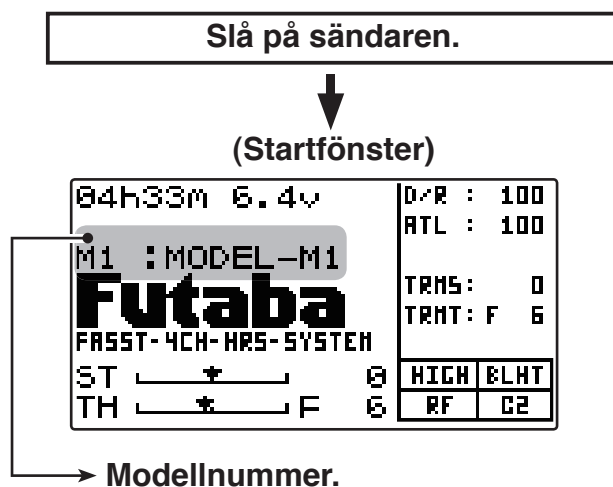 Slå på sändaren.
(Startfönster)
04h33m 6.4v
M1 :MODEL-M1
Futaba
FASST-4CH-HRS-SYSTEM
ST 0
TH F 6
D/R : 100
ATL : 100
TRMS: 0
TRMT: F 6
HIGH BLHT
RF C2
Modellnummer.